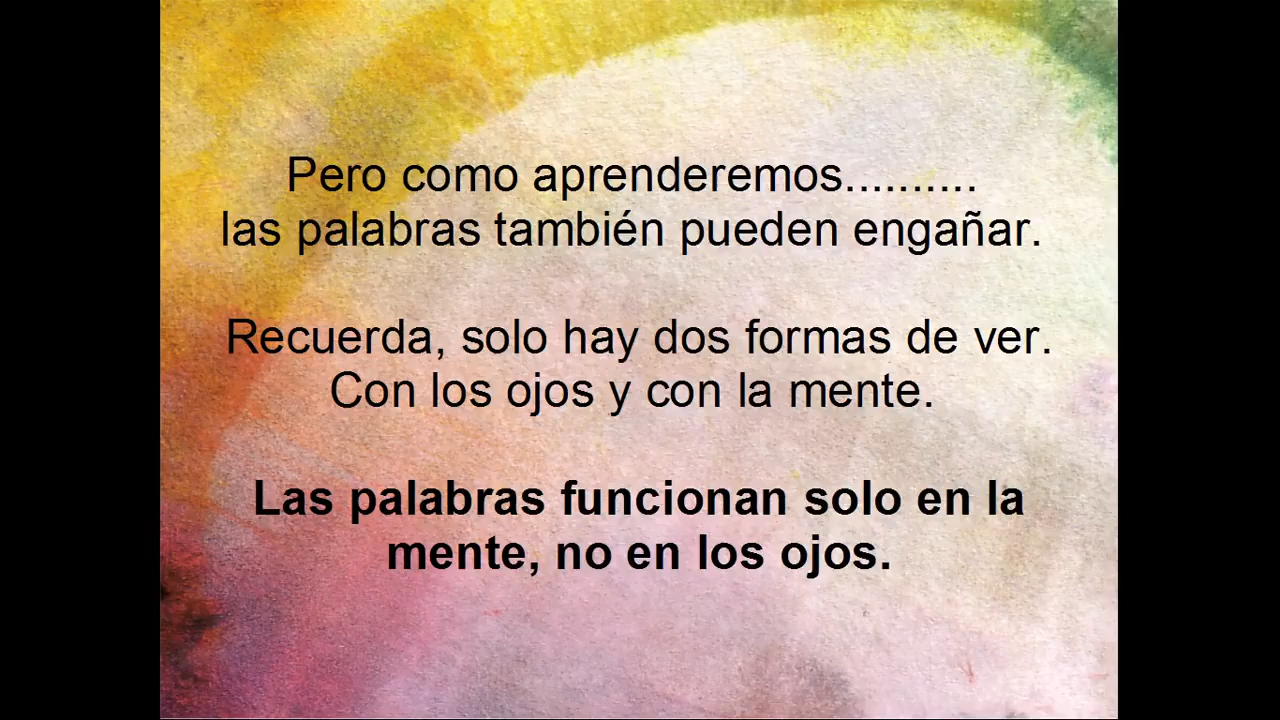 Pero como aprenderemos..........
las palabras también pueden engañar.
Recuerda, solo hay dos formas de ver.
Con los ojos y con la mente.
Las palabras funcionan solo en la
mente, no en los ojos.